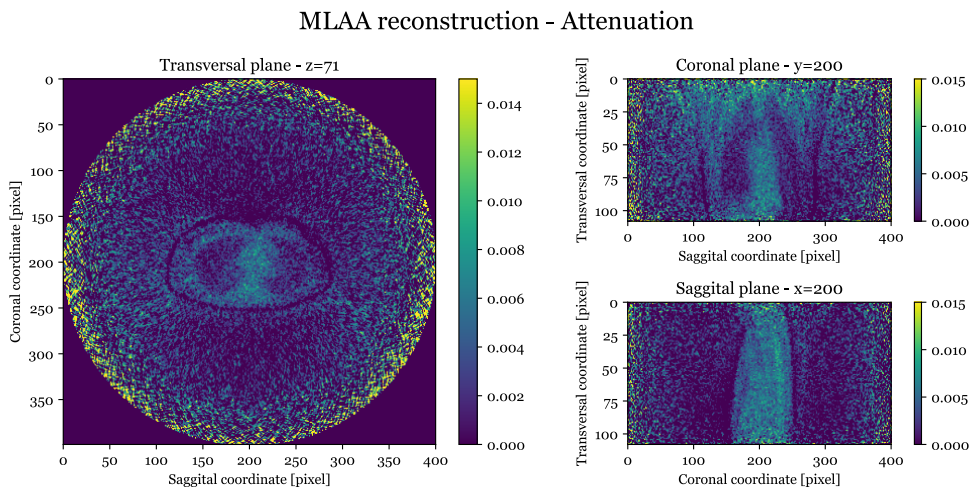 MLAA reconstruction - Attenuation
Transversal plane - z=71
0
50
100
150
200
250
300
350
Coronal coordinate [pixel]
0 50 100 150 200 250 300 350 400
Saggital coordinate [pixel]
0.014
0.012
0.010
0.008
0.006
0.004
0.002
0.000
Coronal plane - y=200
0
25
50
75
100
Transversal coordinate [pixel]
0 100 200 300 400
Saggital coordinate [pixel]
0.015
0.010
0.005
0.000
Saggital plane - x=200
0
25
50
75
100
Transversal coordinate [pixel]
0 100 200 300 400
Coronal coordinate [pixel]
0.015
0.010
0.005
0.000